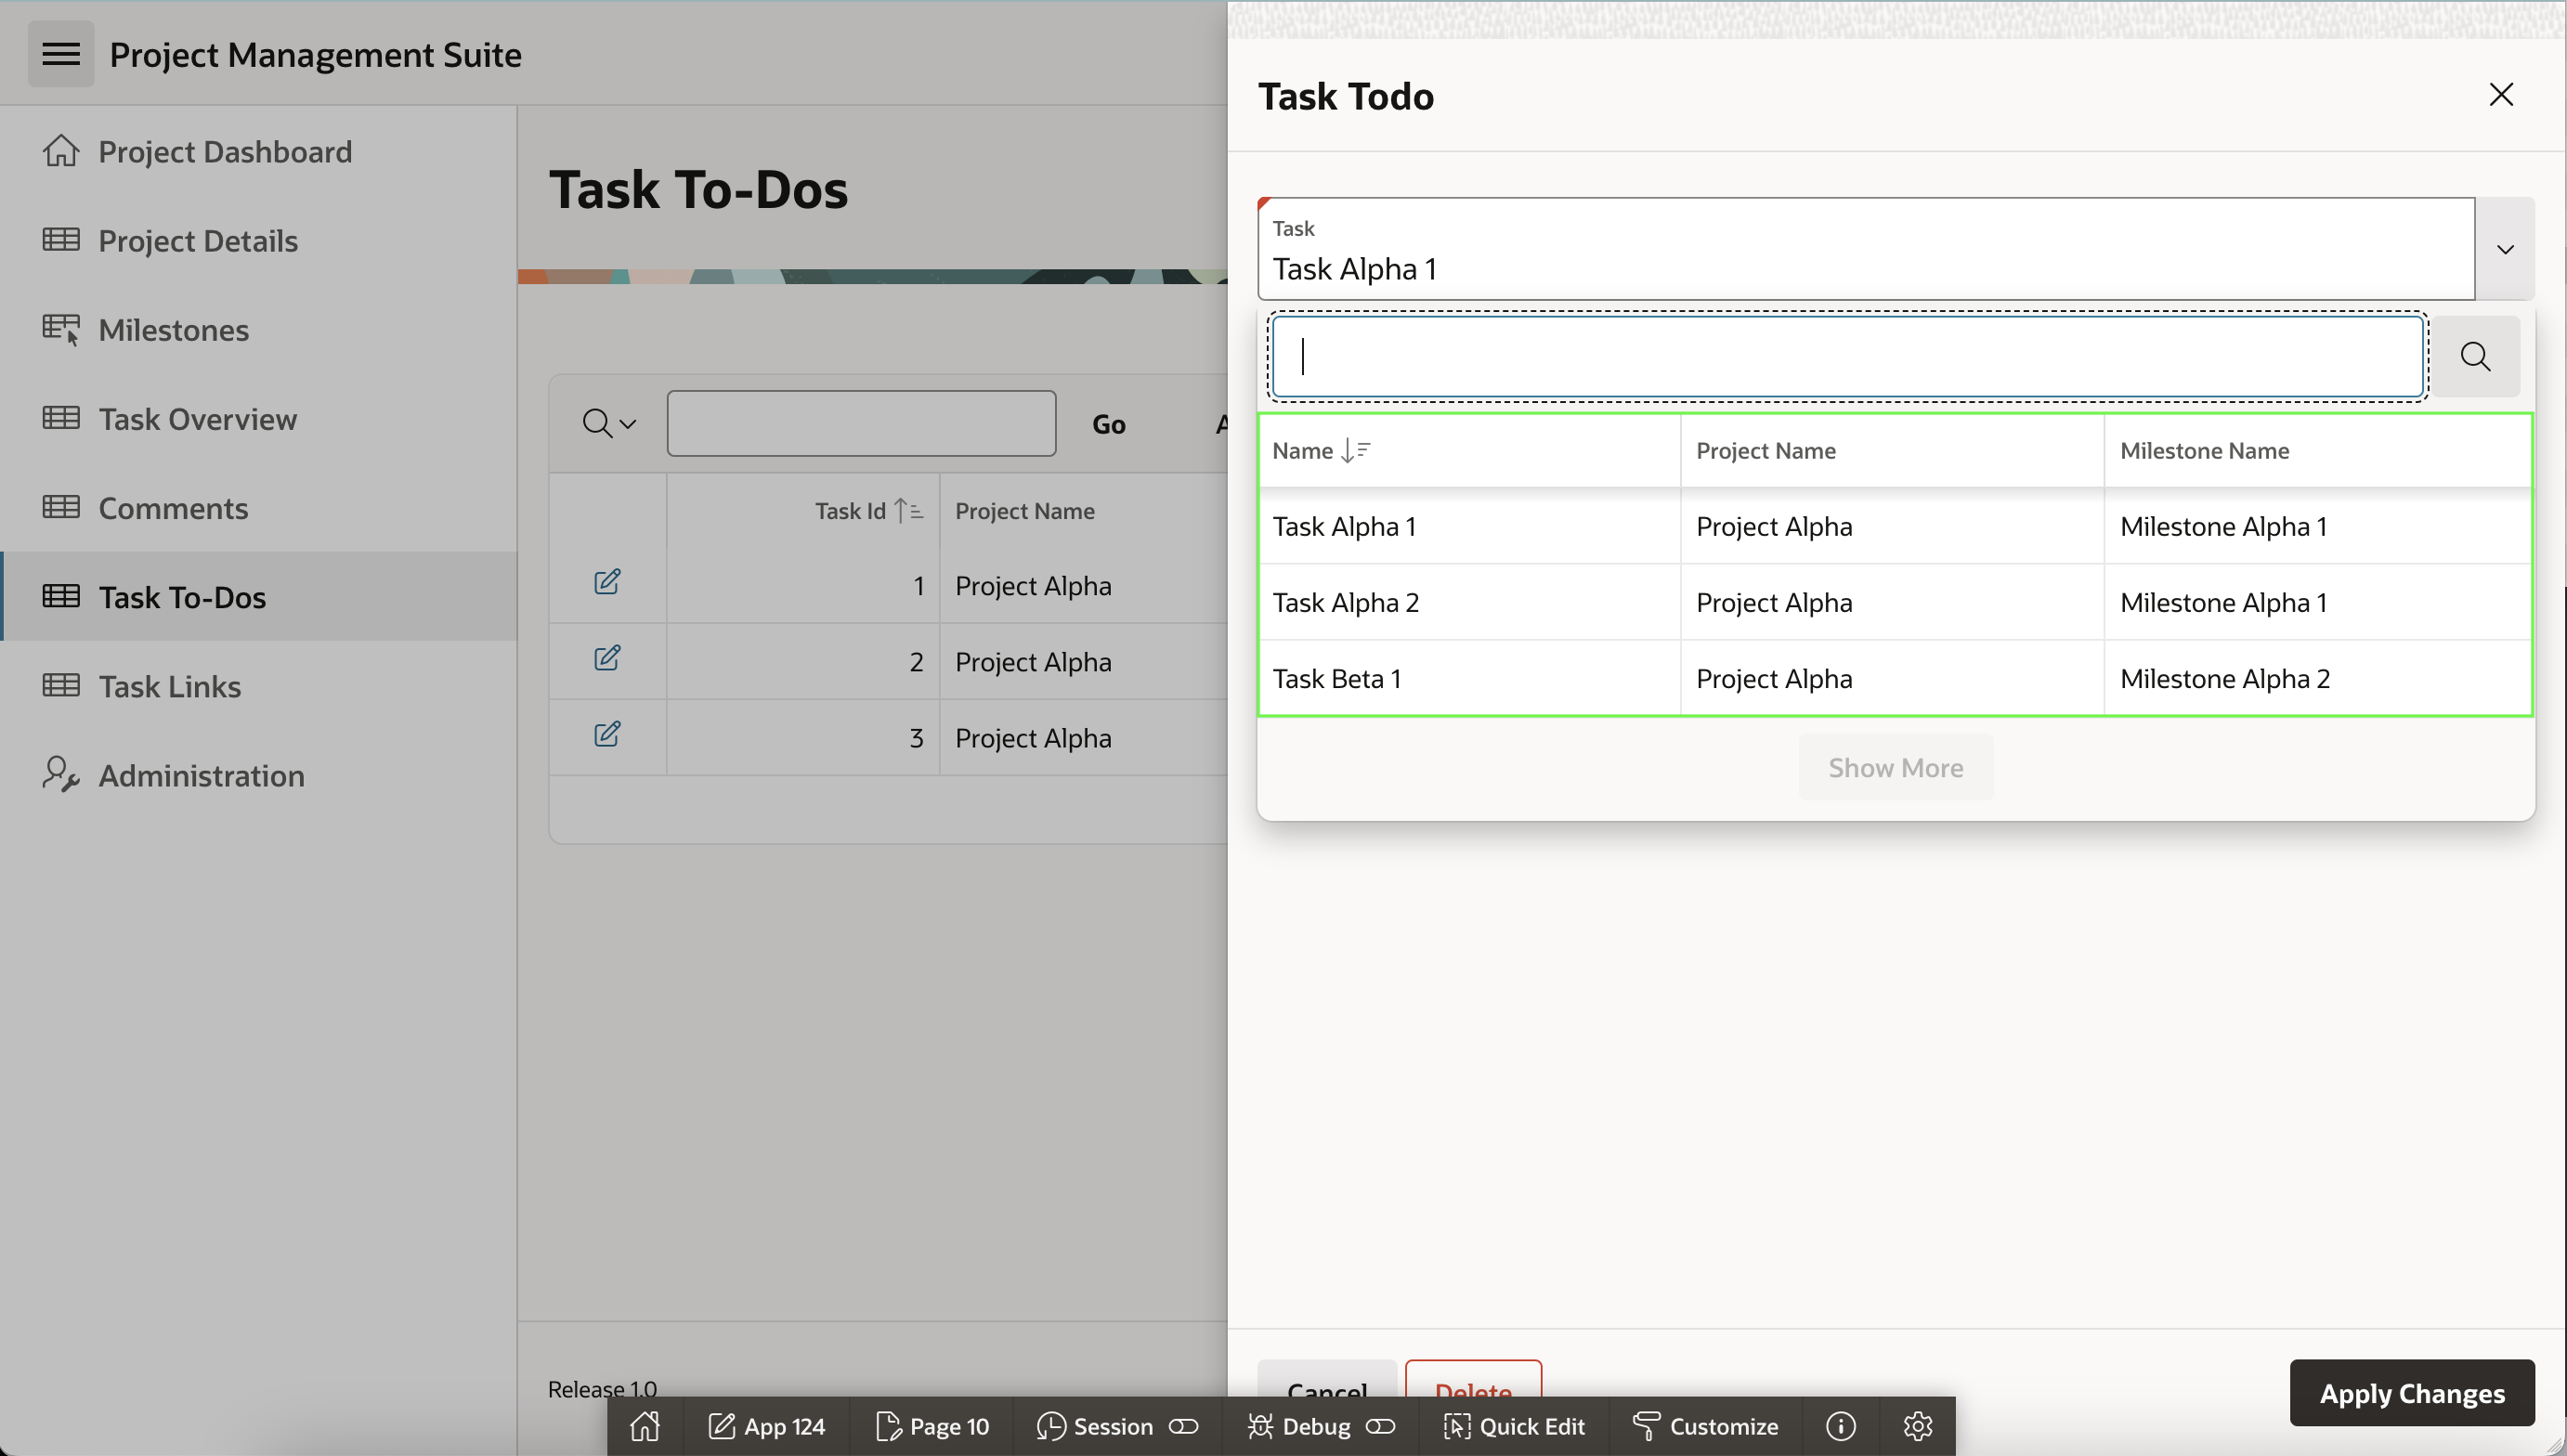 Project Management Suite
Project Dashboard
Project Details
Milestones
Task Overview
Comments
Task To-Dos
Task Links
Administration
Task To-Dos
Go
A
Task Id Project Name
1 Project Alpha
2 Project Alpha
3 Project Alpha
Release 1.0
Task Todo
Task
Task Alpha 1
Name Project Name Milestone Name
Task Alpha 1 Project Alpha Milestone Alpha 1
Task Alpha 2 Project Alpha Milestone Alpha 1
Task Beta 1 Project Alpha Milestone Alpha 2
Show More
Cancel Delete Apply Changes
App 124 Page 10 Session Debug Quick Edit Customize